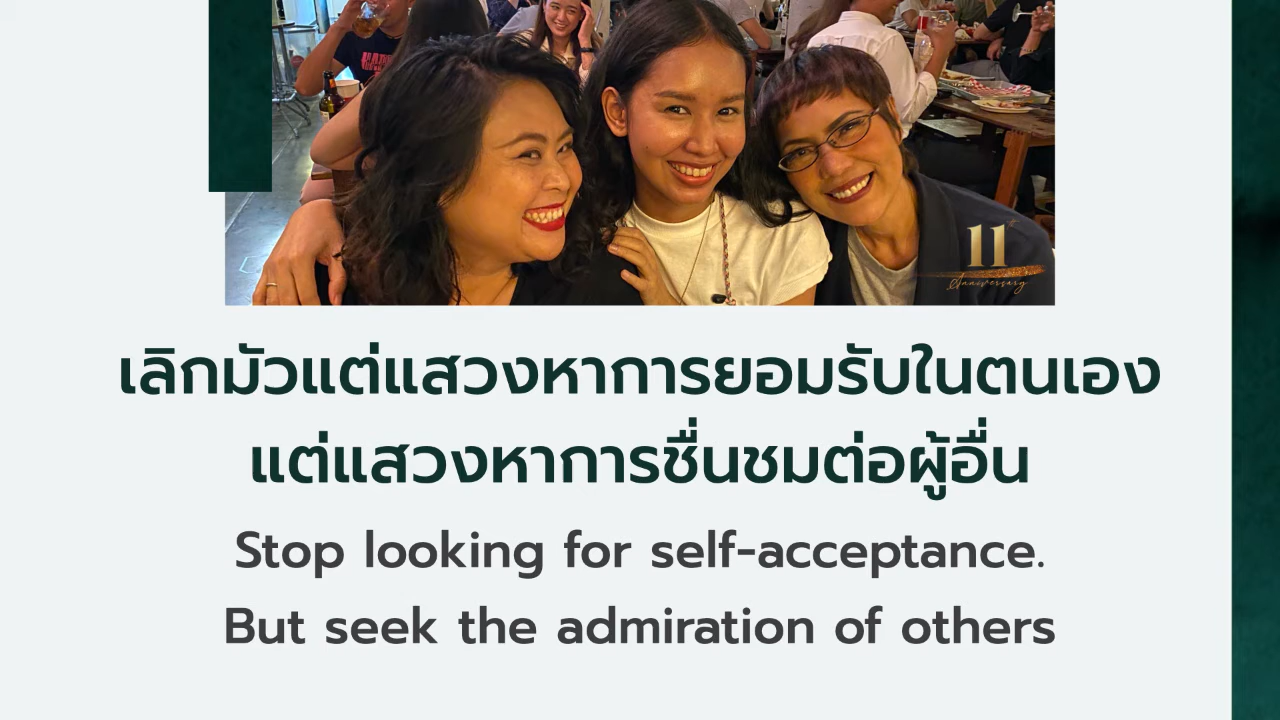 11
Anniversary
เลิกมัวแต่แสวงหาการยอมรับในตนเอง
แต่แสวงหาการชื่นชมต่อผู้อื่น
Stop looking for self-acceptance.
But seek the admiration of others